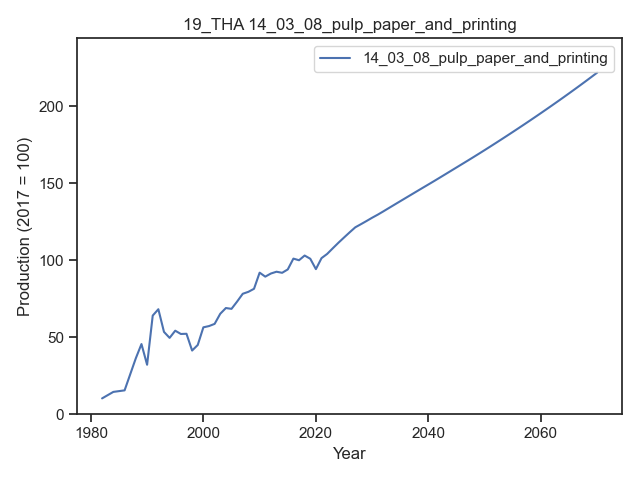 19_THA 14_03_08_pulp_paper_and_printing
14_03_08_pulp_paper_and_printing
Production (2017 = 100)
200
150
100
50
0
1980 2000 2020 2040 2060
Year